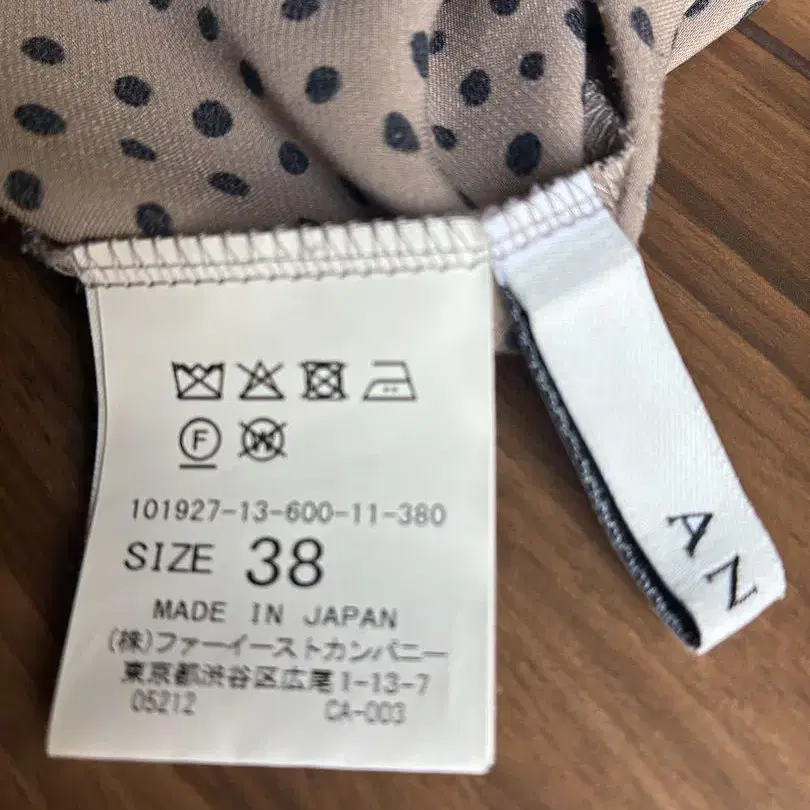 F
W
101927-13-600-11-380
SIZE 38
MADE IN JAPAN
(株)ファーイーストカンパニー
東京都渋谷区広尾1-13-7
05212 CA-003
AN